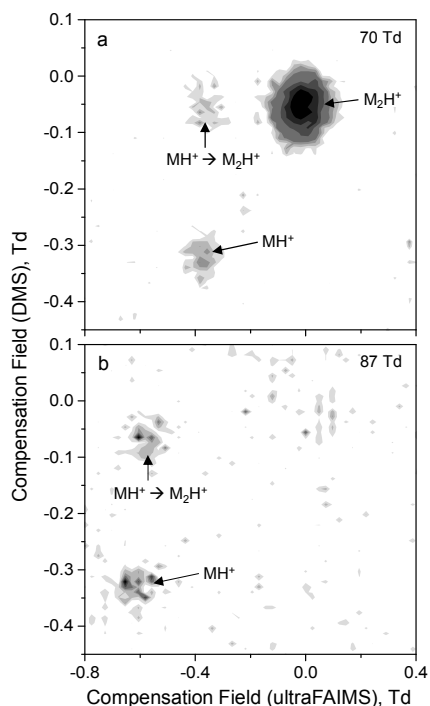 a
70 Td
0.1
0.0
-0.1
-0.2
-0.3
-0.4
M₂H⁺
MH⁺ → M₂H⁺
MH⁺
Compensation Field (DMS), Td
b
87 Td
0.1
0.0
-0.1
-0.2
-0.3
-0.4
MH⁺ → M₂H⁺
MH⁺
-0.8
-0.4
0.0
0.4
Compensation Field (ultraFAIMS), Td